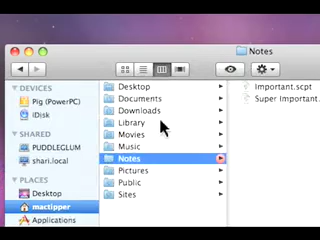 Notes
DEVICES
Pig (PowerPC)
iDisk
SHARED
PUDDLEGLUM
shari.local
PLACES
Desktop
mactipper
Applications
Desktop
Documents
Downloads
Library
Movies
Music
Notes
Pictures
Public
Sites
Important.scpt
Super Important.